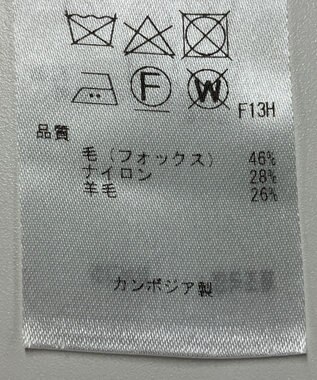 F W
F13H
品質
毛(フォックス) 46%
ナイロン 28%
羊毛 26%
カンボジア製